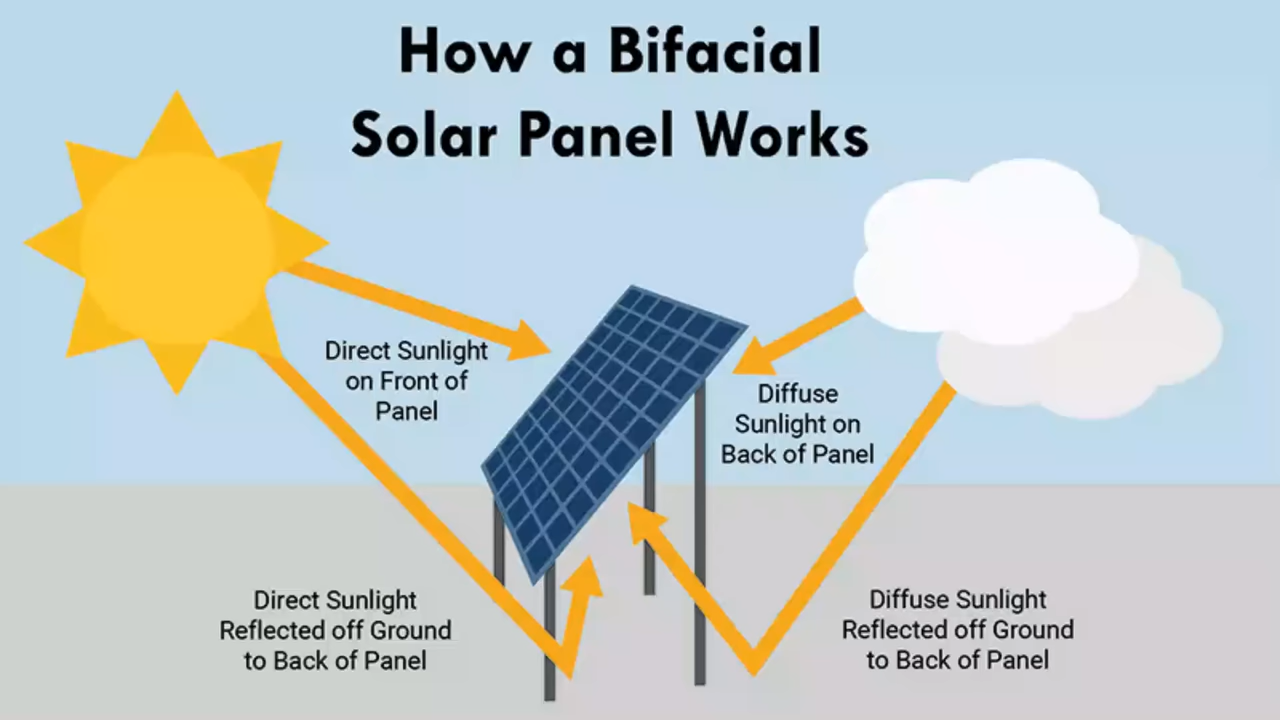 How a Bifacial
Solar Panel Works
Direct Sunlight
on Front of
Panel
Diffuse
Sunlight on
Back of Panel
Direct Sunlight
Reflected off Ground
to Back of Panel
Diffuse Sunlight
Reflected off Ground
to Back of Panel